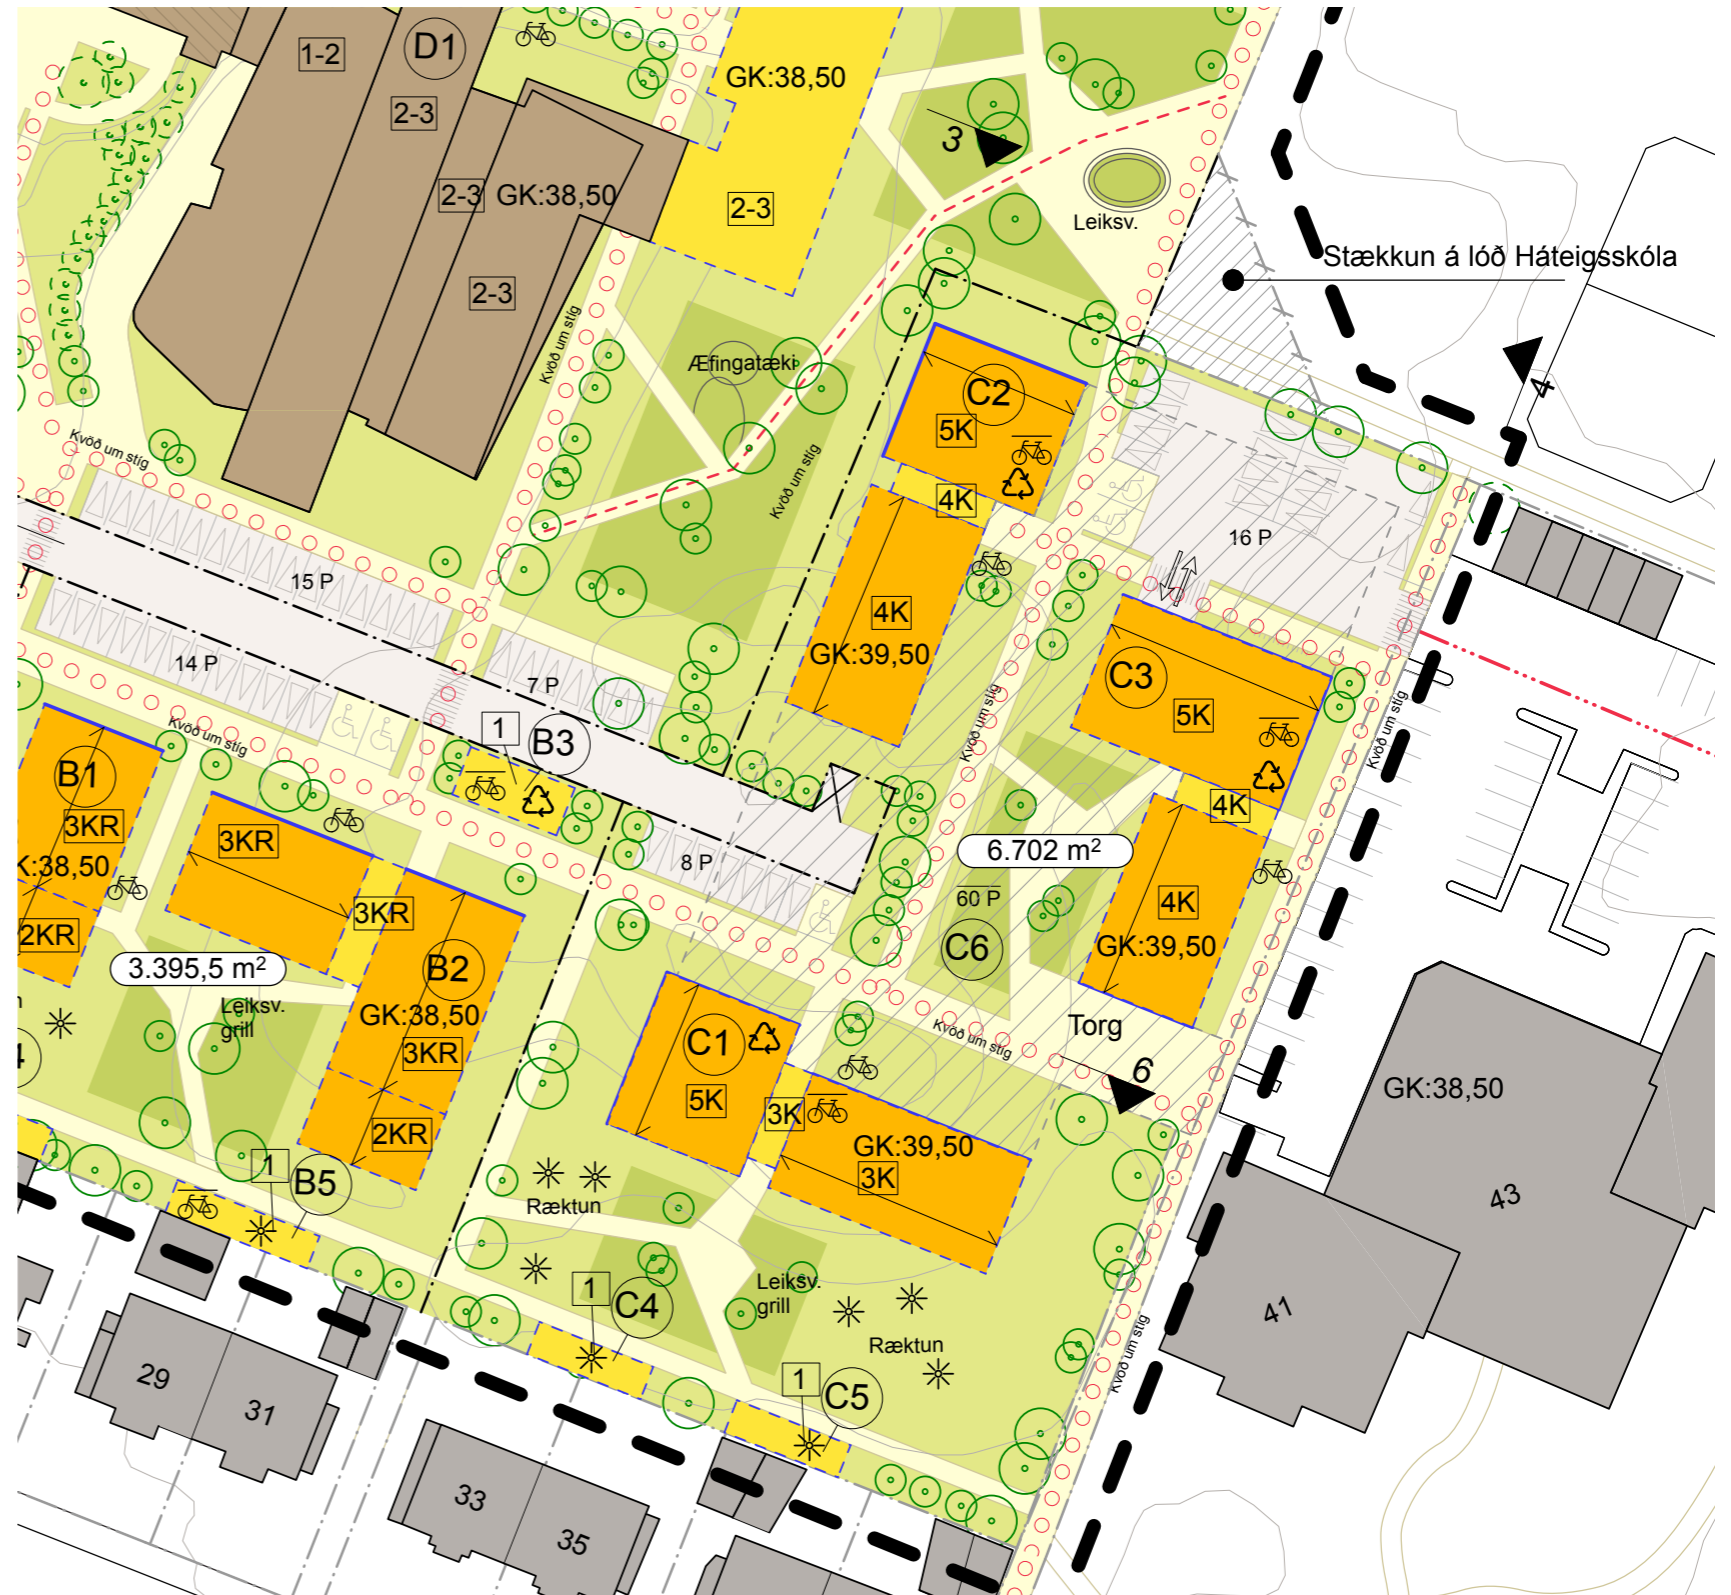 1-2
D1
2-3
2-3
GK:38,50
2-3
GK:38,50
2-3
3
Leiksv.
Stækkun á lóð Háteigsskóla
4
Kvöð um stíg
Æfingatæki
Kvöð um stíg
Kvöð um stíg
C2
5K
4K
4K
GK:39,50
16 P
15 P
14 P
7 P
Kvöð um stíg
1
B3
C3
5K
4K
Kvöð um stíg
Kvöð um stíg
B1
3KR
K:38,50
2KR
3KR
3KR
8 P
6.702 m²
60 P
C6
4K
GK:39,50
3.395,5 m²
B2
GK:38,50
3KR
2KR
Leiksv.
grill
n
4
C1
5K
3K
GK:39,50
3K
Kvöð um stíg
Torg
6
GK:38,50
43
41
1
B5
Ræktun
1
C4
Leiksv.
grill
Ræktun
1
C5
Kvöð um stíg
29
31
33
35